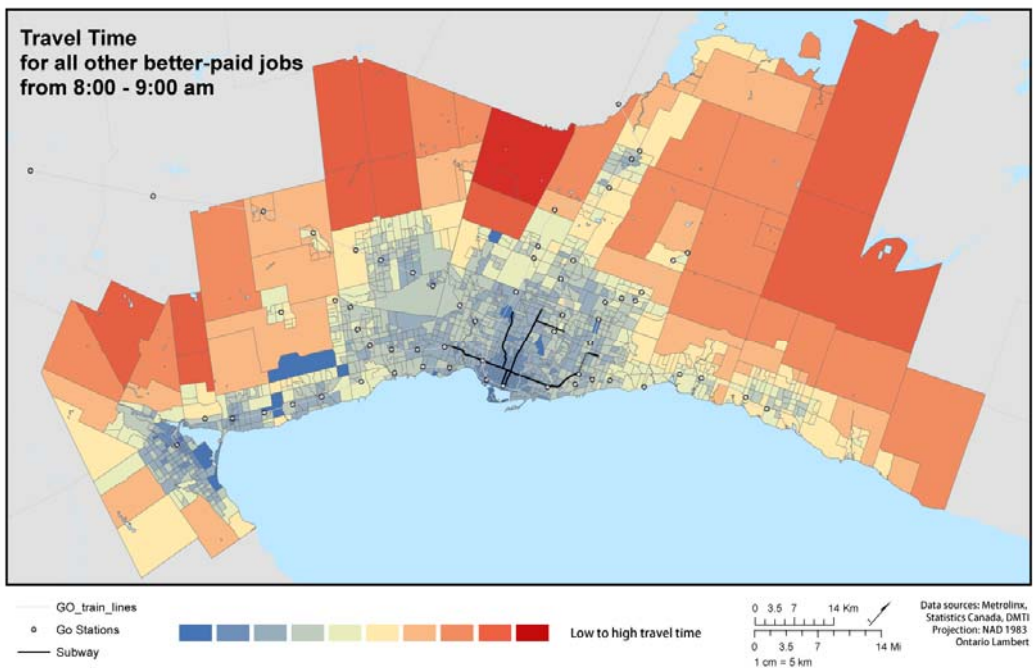 Travel Time
for all other better-paid jobs
from 8:00 - 9:00 am
GO_train_lines
Go Stations
Subway
Low to high travel time
0 3.5 7 14 Km
0 3.5 7 14 Mi
1 cm = 5 km
Data sources: Metrolinx,
Statistics Canada, DMTI
Projection: NAD 1983
Ontario Lambert